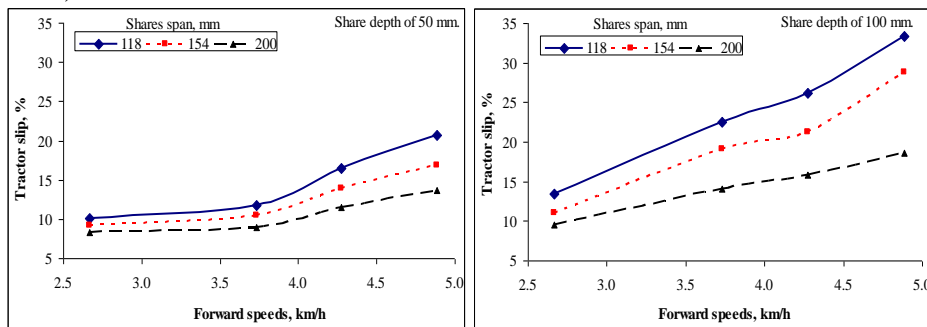 Shares span, mm
Share depth of 50 mm.
118 154 200
35
30
25
20
15
10
5
Tractor slip, %
2.5 3.0 3.5 4.0 4.5 5.0
Forward speeds, km/h
Shares span, mm
Share depth of 100 mm.
118 154 200
35
30
25
20
15
10
5
Tractor slip, %
2.5 3.0 3.5 4.0 4.5 5.0
Forward speeds, km/h